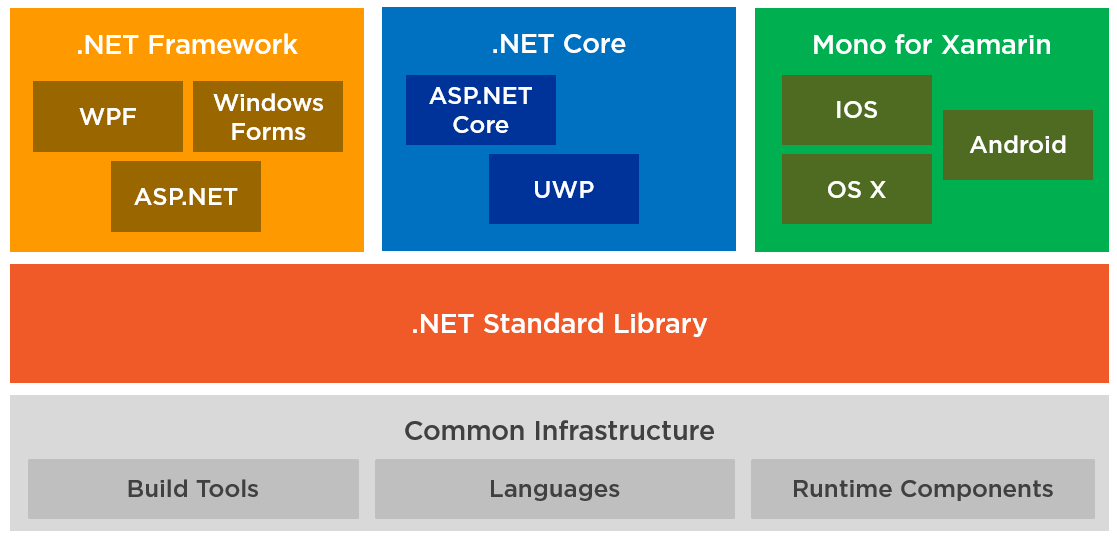 .NET Framework
WPF
Windows
Forms
ASP.NET
.NET Core
ASP.NET
Core
UWP
Mono for Xamarin
IOS
Android
OS X
.NET Standard Library
Common Infrastructure
Build Tools
Languages
Runtime Components